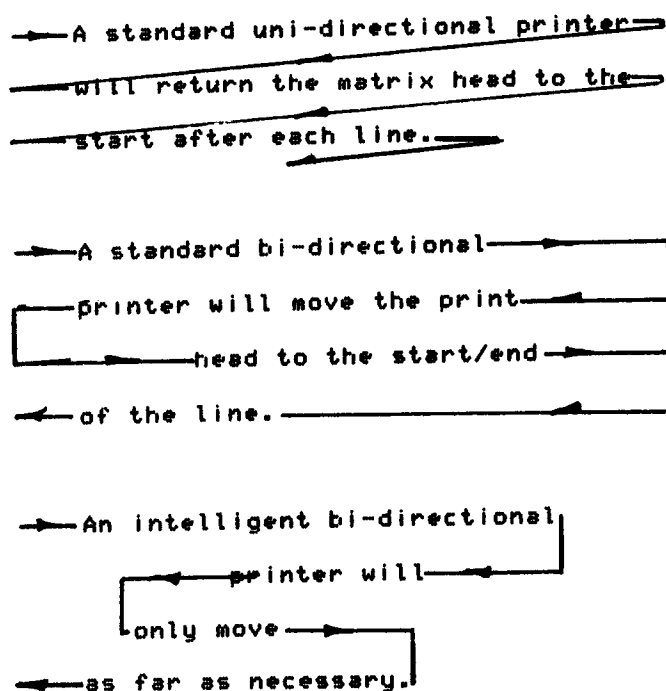 A standard uni-directional printer
will return the matrix head to the
start after each line.
A standard bi-directional
printer will move the print
head to the start/end
of the line.
An intelligent bi-directional
printer will
only move
as far as necessary.